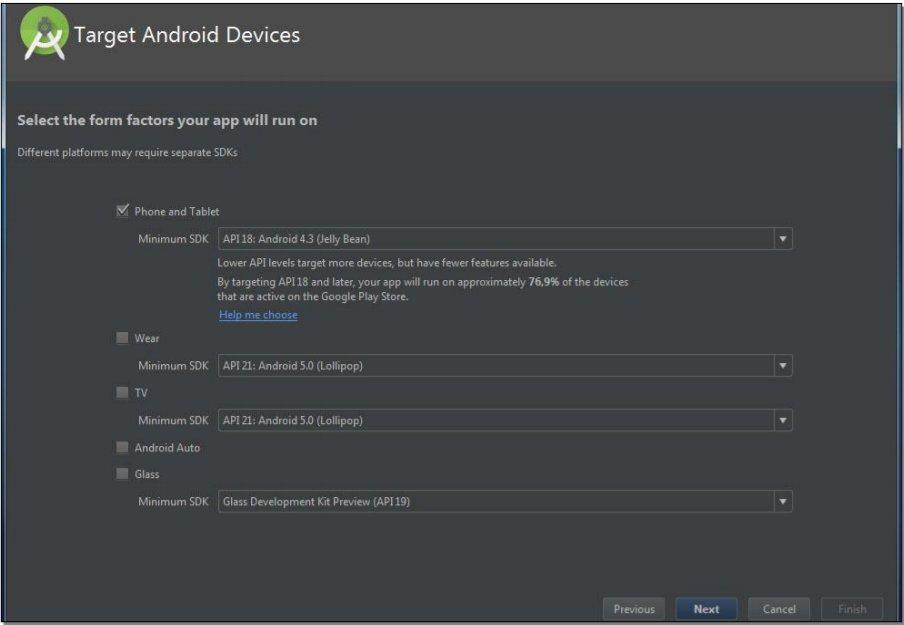 Target Android Devices
Select the form factors your app will run on
Different platforms may require separate SDKs
Phone and Tablet
Minimum SDK API 18: Android 4.3 (Jelly Bean)
Lower API levels target more devices, but have fewer features available.
By targeting API 18 and later, your app will run on approximately 76,9% of the devices
that are active on the Google Play Store.
Help me choose
Wear
Minimum SDK API 21: Android 5.0 (Lollipop)
TV
Minimum SDK API 21: Android 5.0 (Lollipop)
Android Auto
Glass
Minimum SDK Glass Development Kit Preview (API 19)
Previous Next Cancel Finish